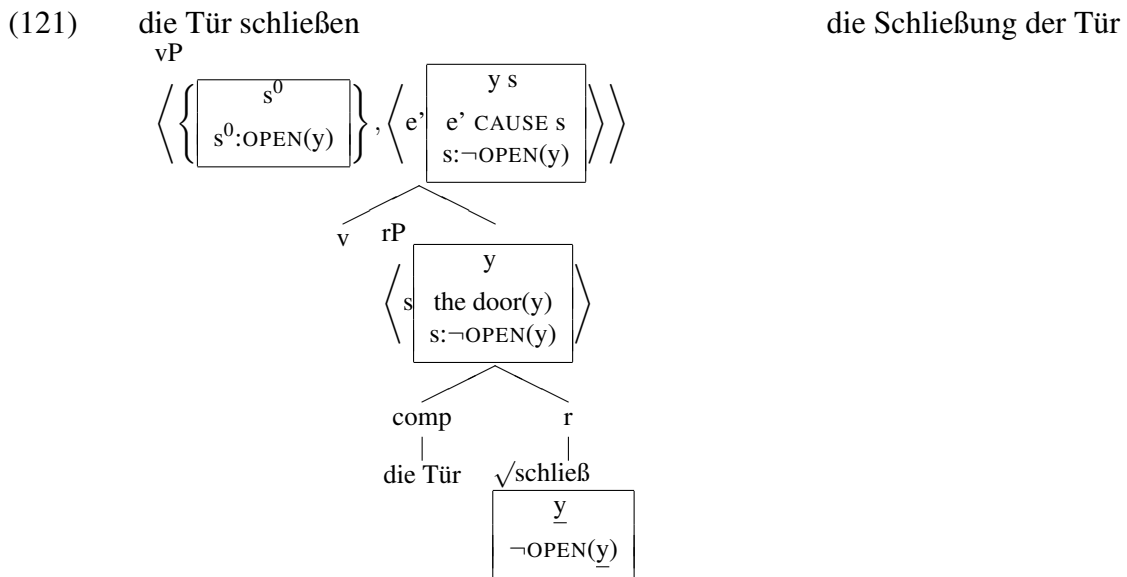 (121) die Tür schließen die Schließung der Tür
vP
⟨ { s⁰ } , ⟨ e' y s ⟩ ⟩
s⁰:OPEN(y) e' CAUSE s
s:¬OPEN(y)
v rP
y
⟨ s the door(y) ⟩
s:¬OPEN(y)
comp r
die Tür √schließ
y
¬OPEN(y)